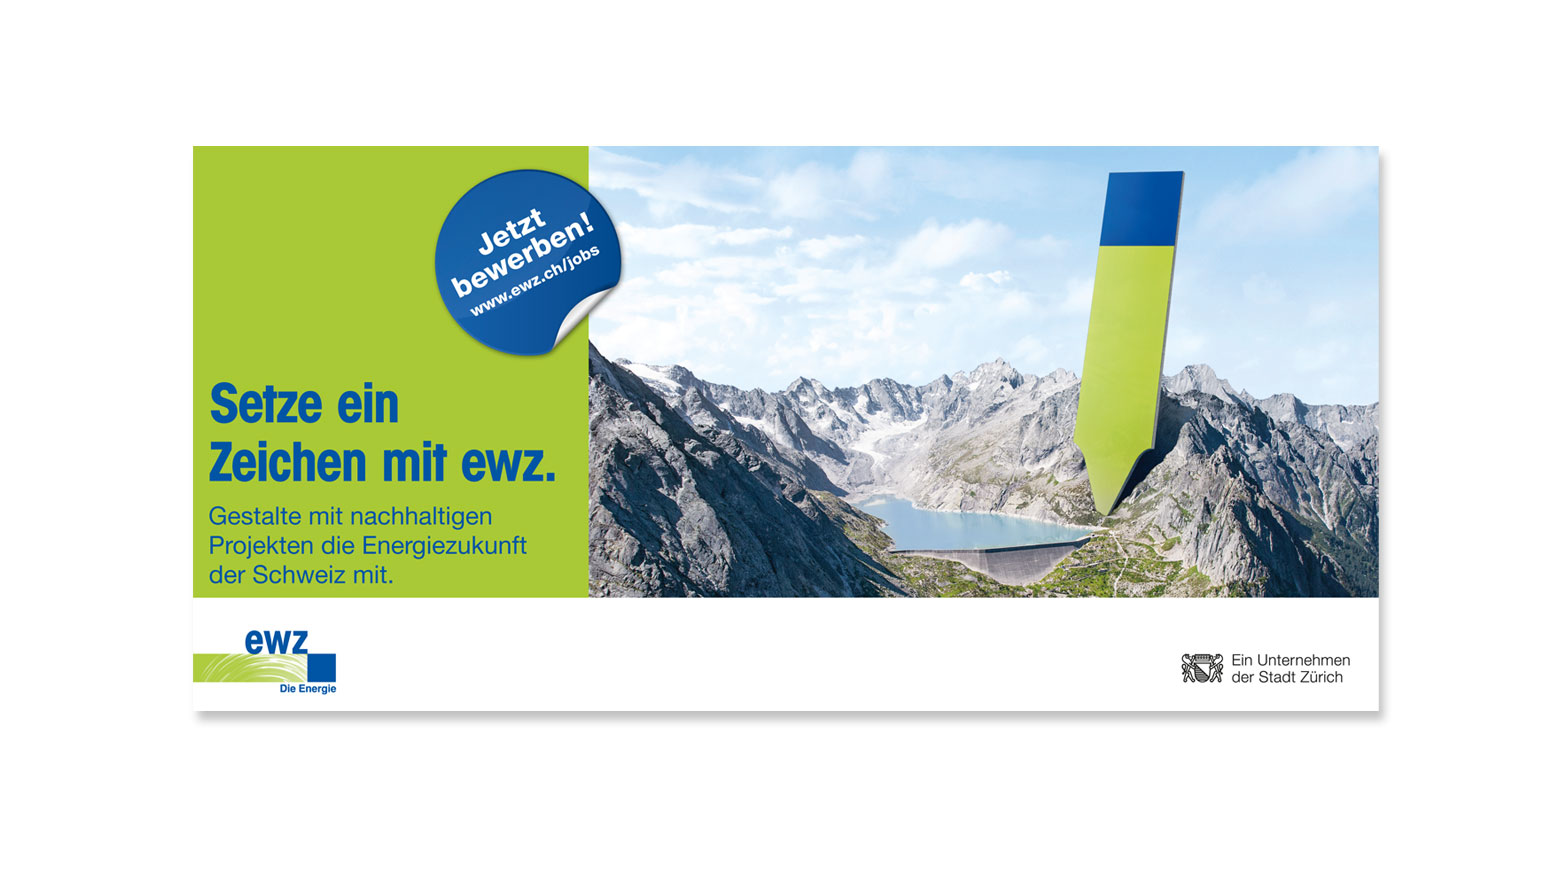 Jetzt
bewerben!
www.ewz.ch/jobs
Setze ein
Zeichen mit ewz.
Gestalte mit nachhaltigen
Projekten die Energiezukunft
der Schweiz mit.
ewz
Die Energie
Ein Unternehmen
der Stadt Zürich